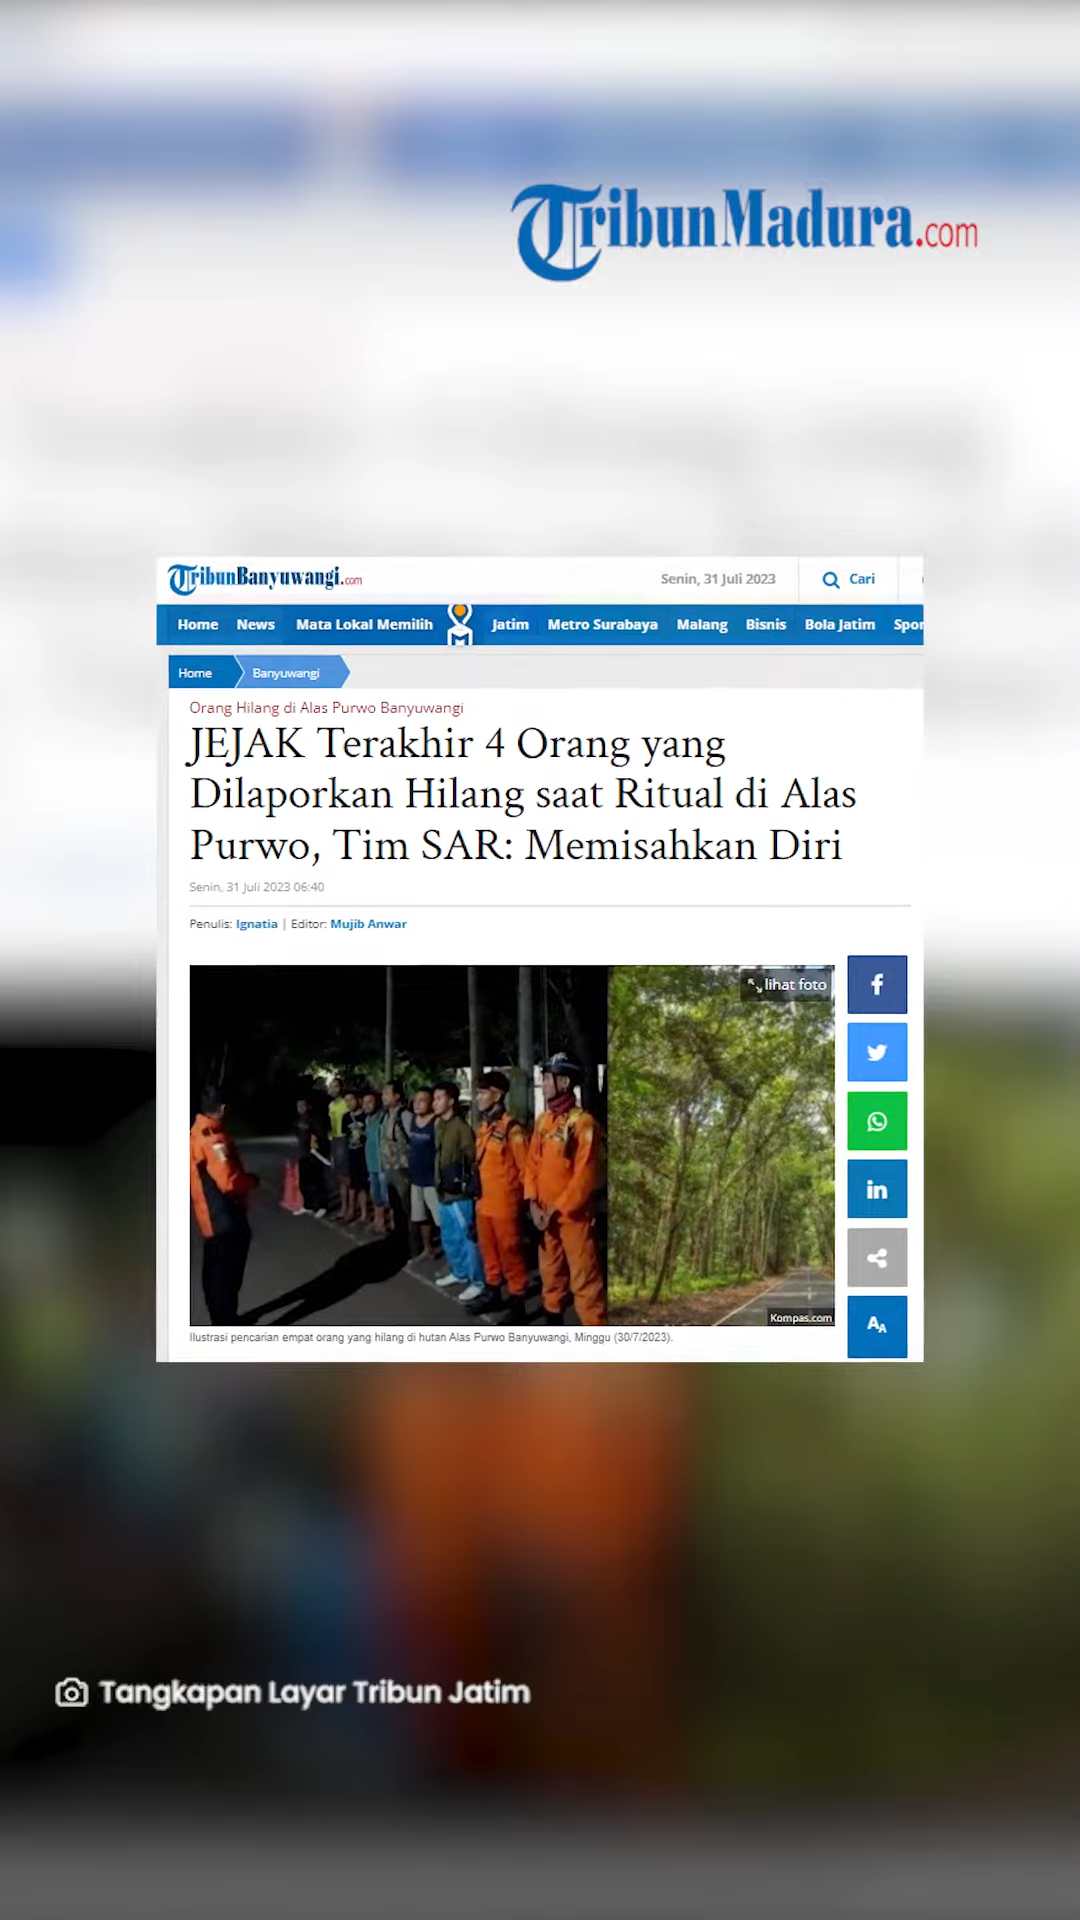 TribunMadura.com
TribunBanyuwangi.com
Senin, 31 Juli 2023
Cari
Home News Mata Lokal Memilih Jatim Metro Surabaya Malang Bisnis Bola Jatim Spor
Home Banyuwangi
Orang Hilang di Alas Purwo Banyuwangi
JEJAK Terakhir 4 Orang yang
Dilaporkan Hilang saat Ritual di Alas
Purwo, Tim SAR: Memisahkan Diri
Senin, 31 Juli 2023 06:40
Penulis: Ignatia | Editor: Mujib Anwar
lihat foto
Kompas.com
AA
Ilustrasi pencarian empat orang yang hilang di hutan Alas Purwo Banyuwangi, Minggu (30/7/2023).
Tangkapan Layar Tribun Jatim